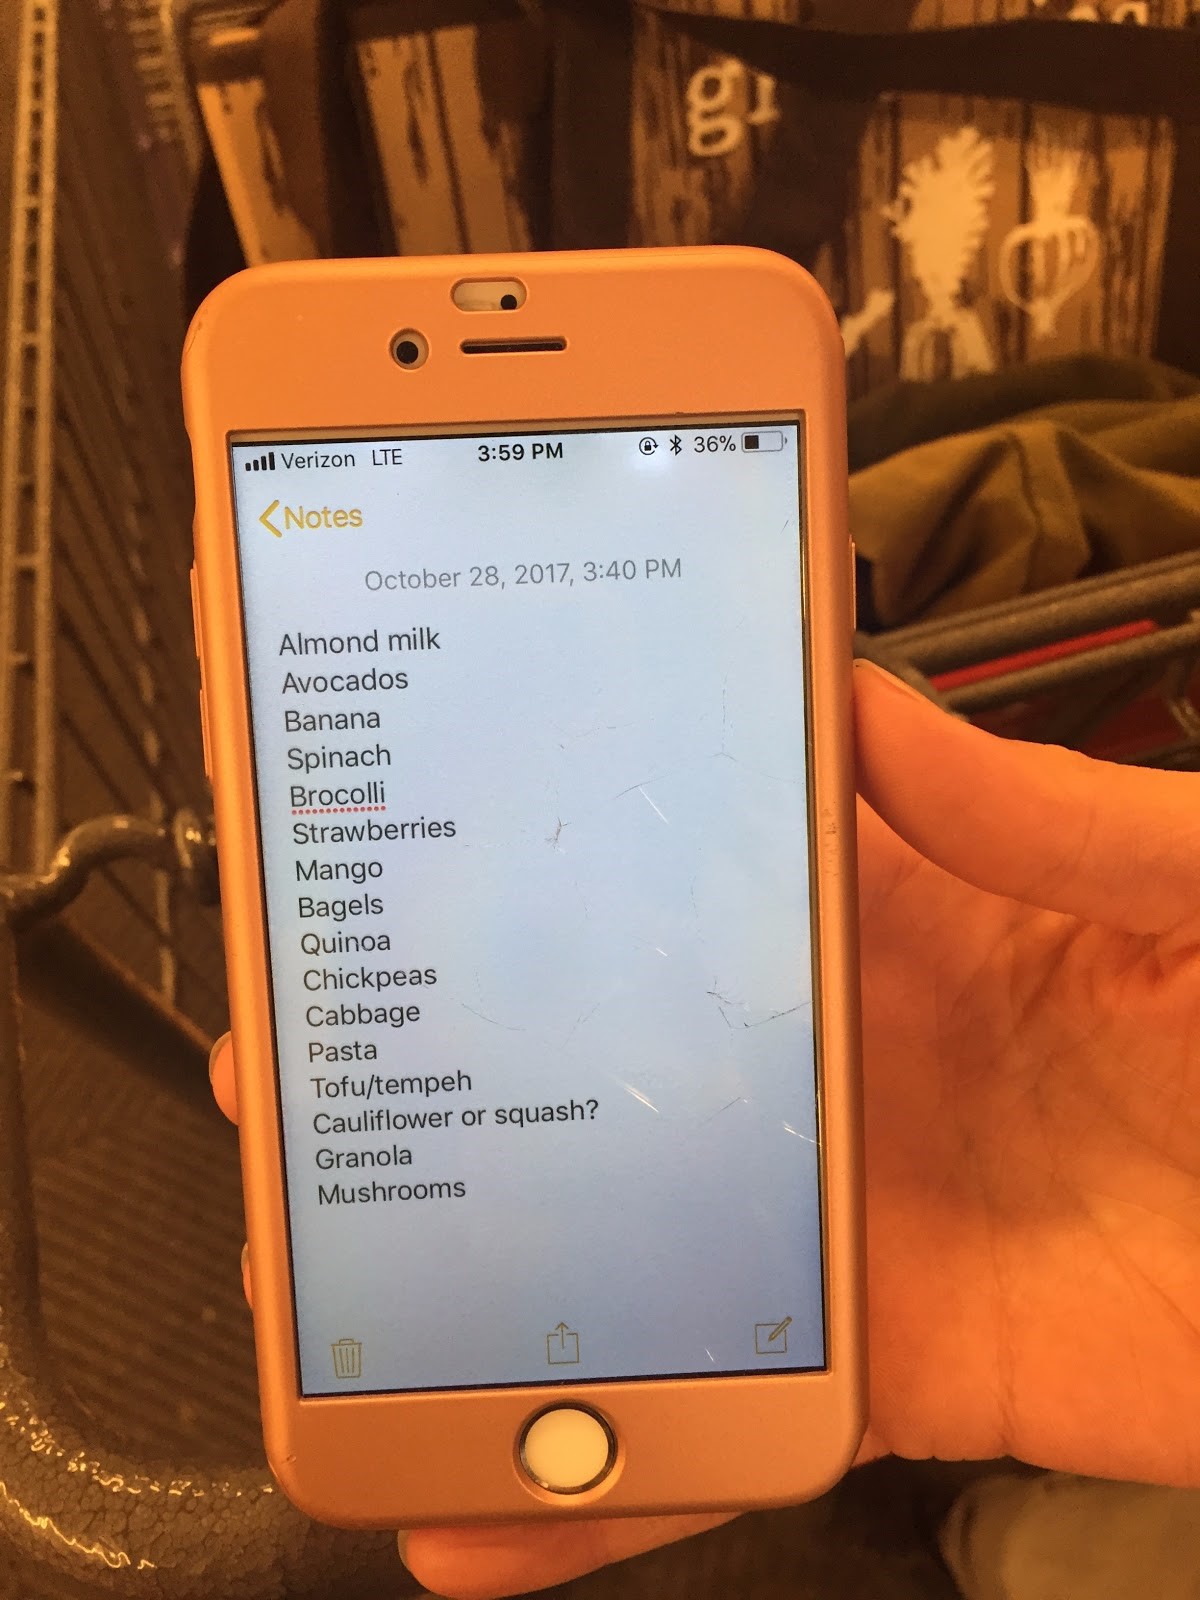 Verizon LTE 3:59 PM 36%
Notes
October 28, 2017, 3:40 PM
Almond milk
Avocados
Banana
Spinach
Brocolli
Strawberries
Mango
Bagels
Quinoa
Chickpeas
Cabbage
Pasta
Tofu/tempeh
Cauliflower or squash?
Granola
Mushrooms